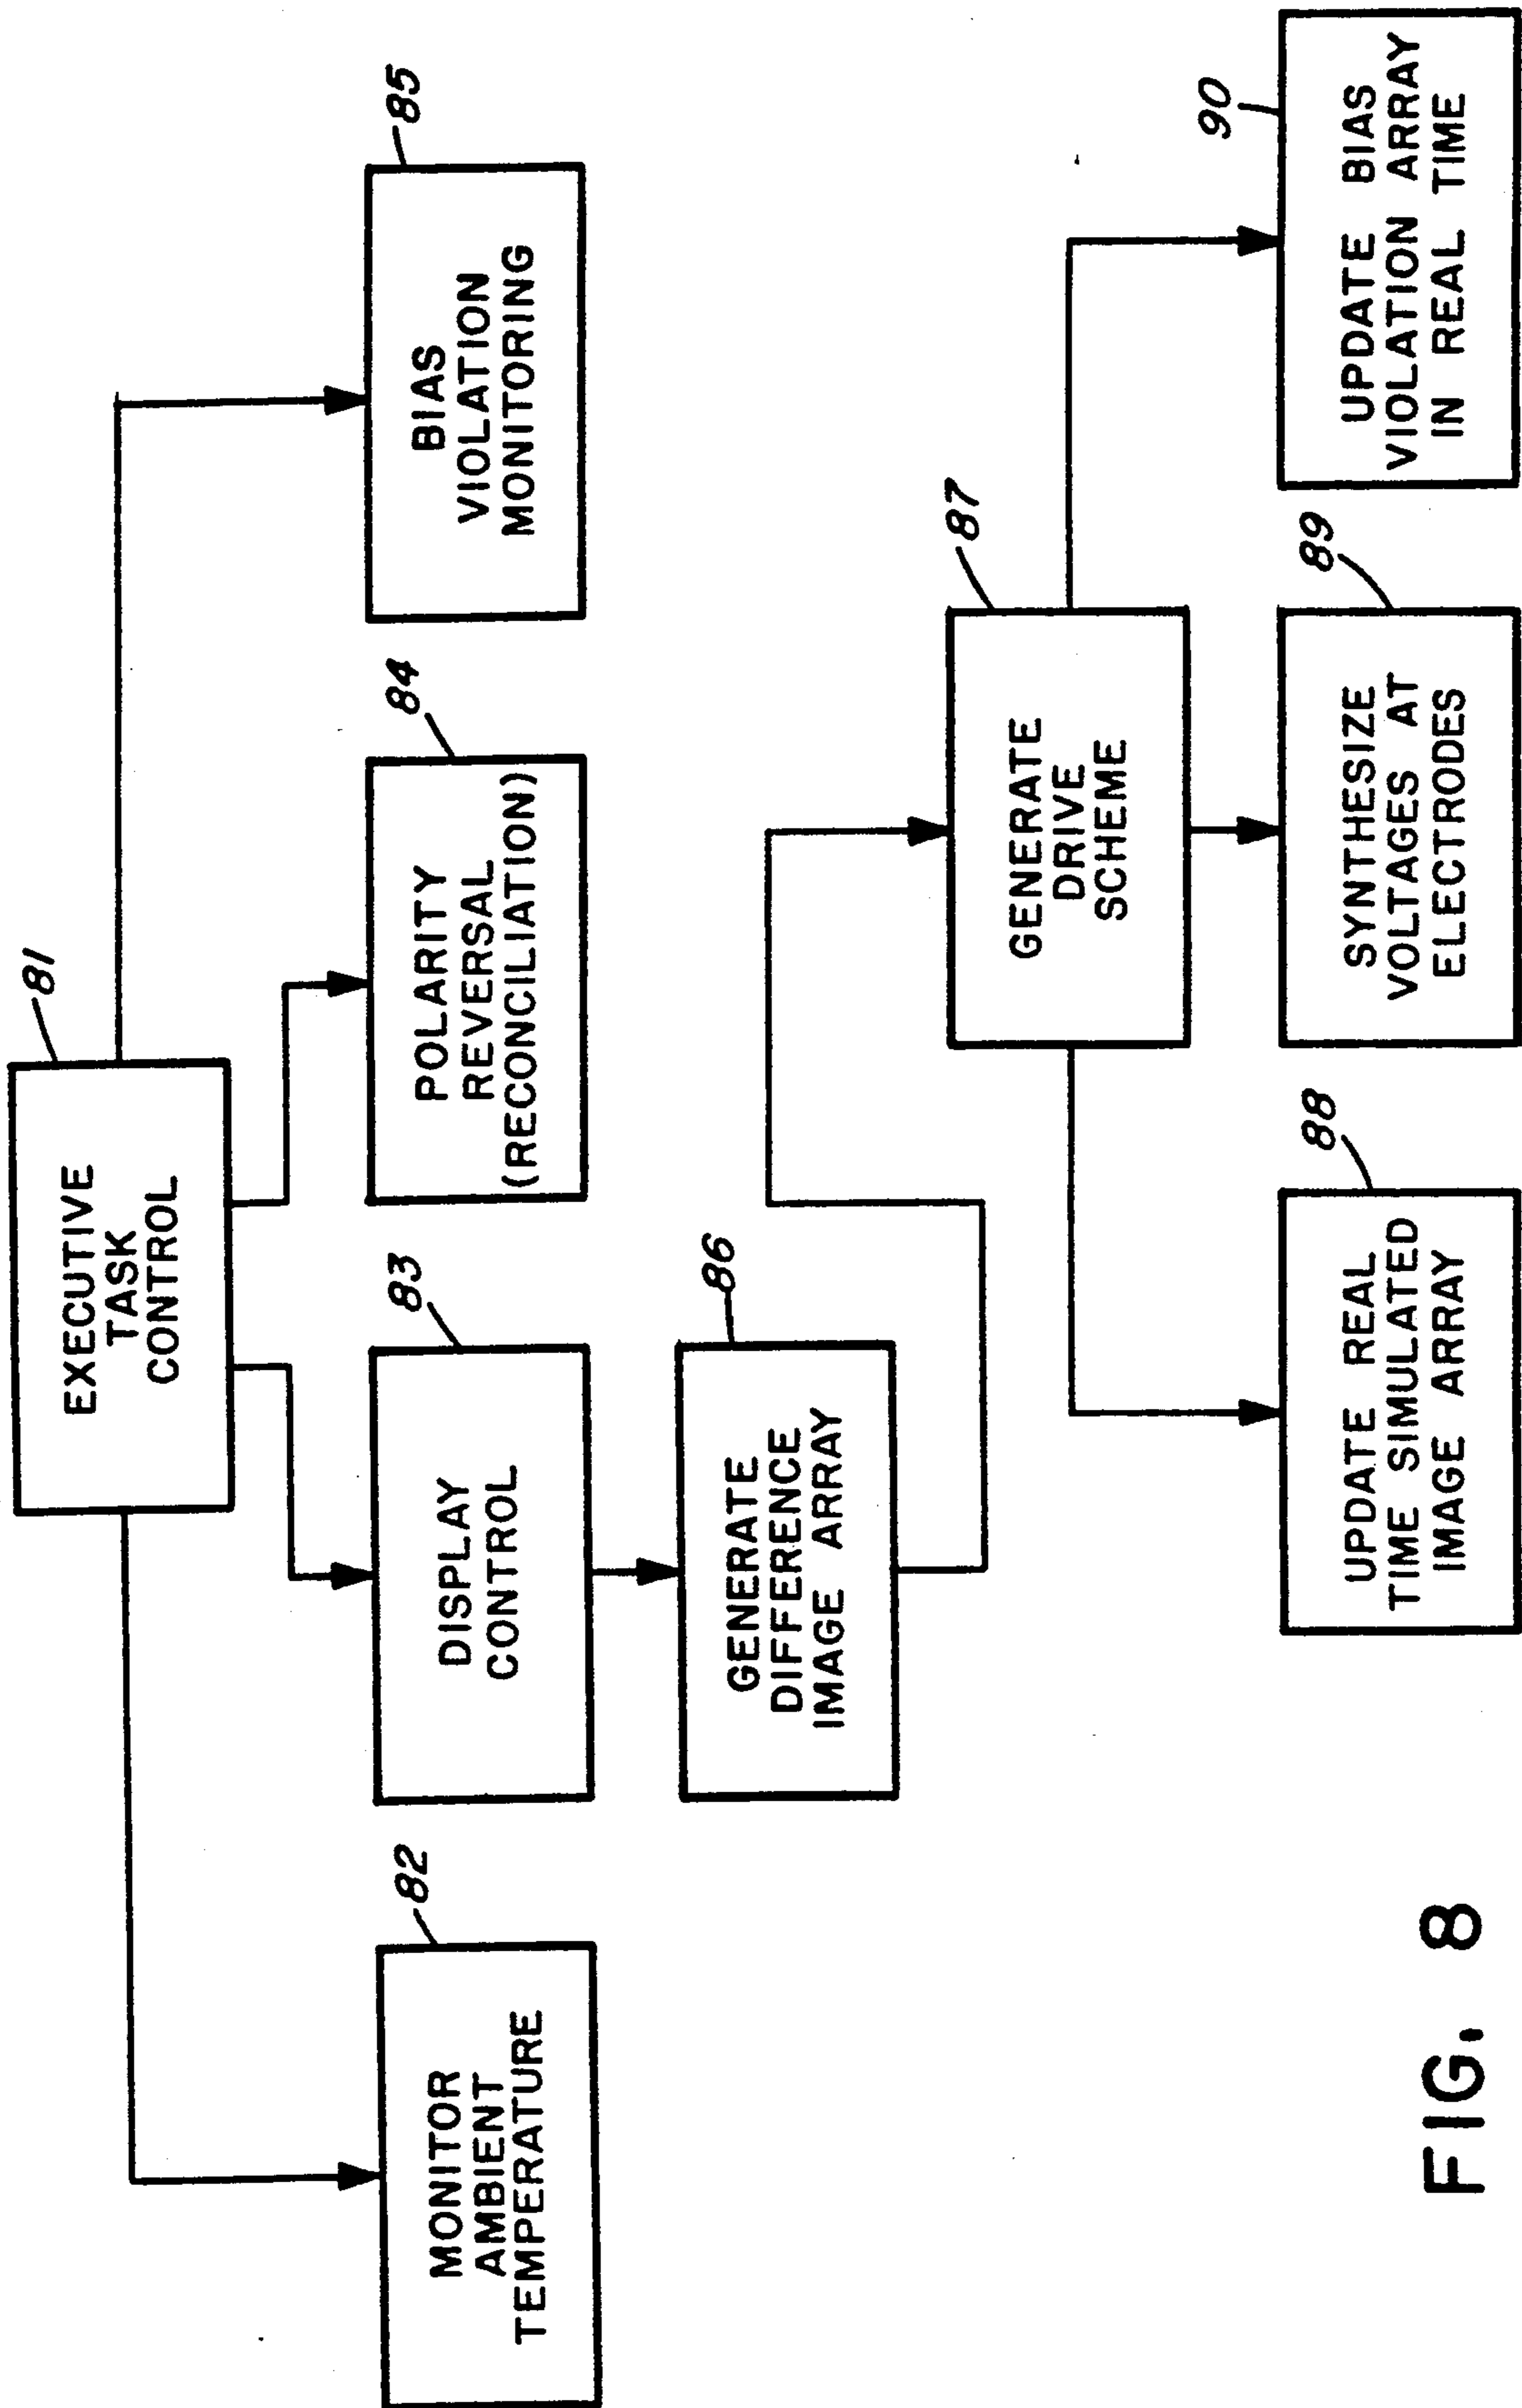 81
EXECUTIVE
TASK
CONTROL
82
MONITOR
AMBIENT
TEMPERATURE
83
DISPLAY
CONTROL
84
POLARITY
REVERSAL
(RECONCILIATION)
85
BIAS
VIOLATION
MONITORING
86
GENERATE
DIFFERENCE
IMAGE ARRAY
87
GENERATE
DRIVE
SCHEME
88
UPDATE REAL
TIME SIMULATED
IMAGE ARRAY
89
SYNTHESIZE
VOLTAGES AT
ELECTRODES
90
UPDATE BIAS
VIOLATION ARRAY
IN REAL TIME
FIG. 8